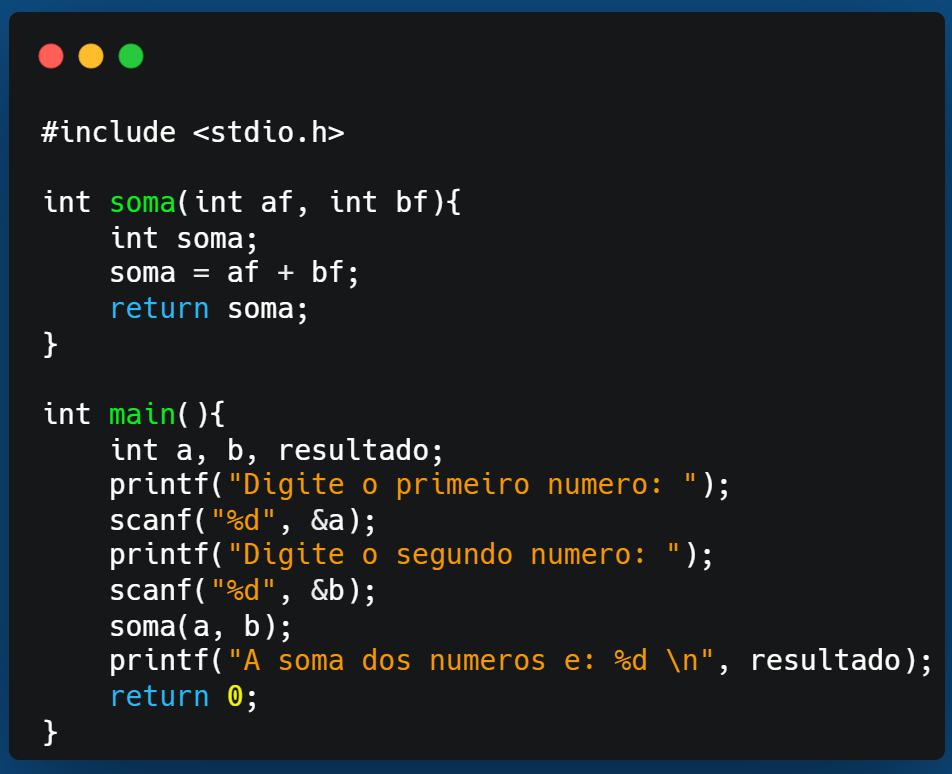 #include <stdio.h>

int soma(int af, int bf){
    int soma;
    soma = af + bf;
    return soma;
}

int main(){
    int a, b, resultado;
    printf("Digite o primeiro numero: ");
    scanf("%d", &a);
    printf("Digite o segundo numero: ");
    scanf("%d", &b);
    soma(a, b);
    printf("A soma dos numeros e: %d \n", resultado);
    return 0;
}